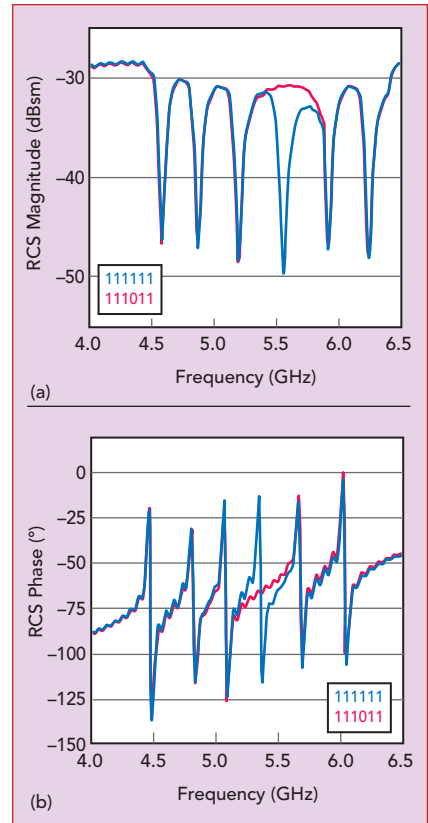 RCS Magnitude (dBsm)
−30
−40
−50
111111
111011
4.0 4.5 5.0 5.5 6.0 6.5
Frequency (GHz)
(a)
RCS Phase (°)
0
−25
−50
−75
−100
−125
−150
111111
111011
4.0 4.5 5.0 5.5 6.0 6.5
Frequency (GHz)
(b)